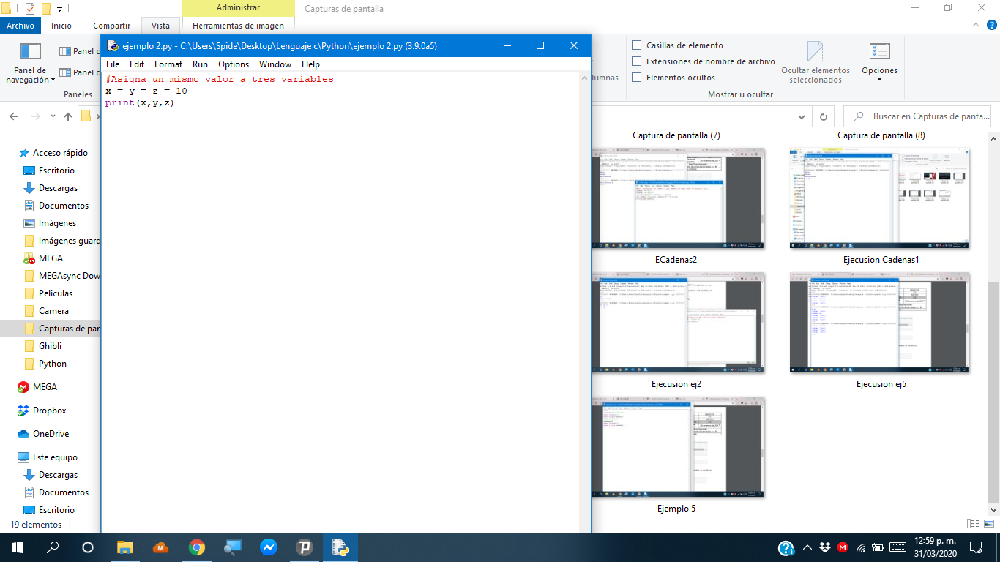 Administrar
Capturas de pantalla
Archivo
Inicio
Compartir
Vista
Herramientas de imagen
Panel de
navegación
Panel d
Panel d
Paneles
lumnas
Casillas de elemento
Extensiones de nombre de archivo
Elementos ocultos
Ocultar elementos
seleccionados
Mostrar u ocultar
Opciones
ejemplo 2.py - C:\Users\Spide\Desktop\Lenguaje c\Python\ejemplo 2.py (3.9.0a5)
File Edit Format Run Options Window Help
#Asigna un mismo valor a tres variables
x = y = z = 10
print(x,y,z)
Buscar en Capturas de panta...
Acceso rápido
Escritorio
Descargas
Documentos
Imágenes
Imágenes guard
MEGA
MEGAsync Dow
Peliculas
Camera
Capturas de pan
Ghibli
Python
MEGA
Dropbox
OneDrive
Este equipo
Descargas
Documentos
Escritorio
19 elementos
Captura de pantalla (7)
Captura de pantalla (8)
ECadenas2
Ejecusion Cadenas1
Ejecusion ej2
Ejecusion ej5
Ejemplo 5
12:59 p. m.
31/03/2020